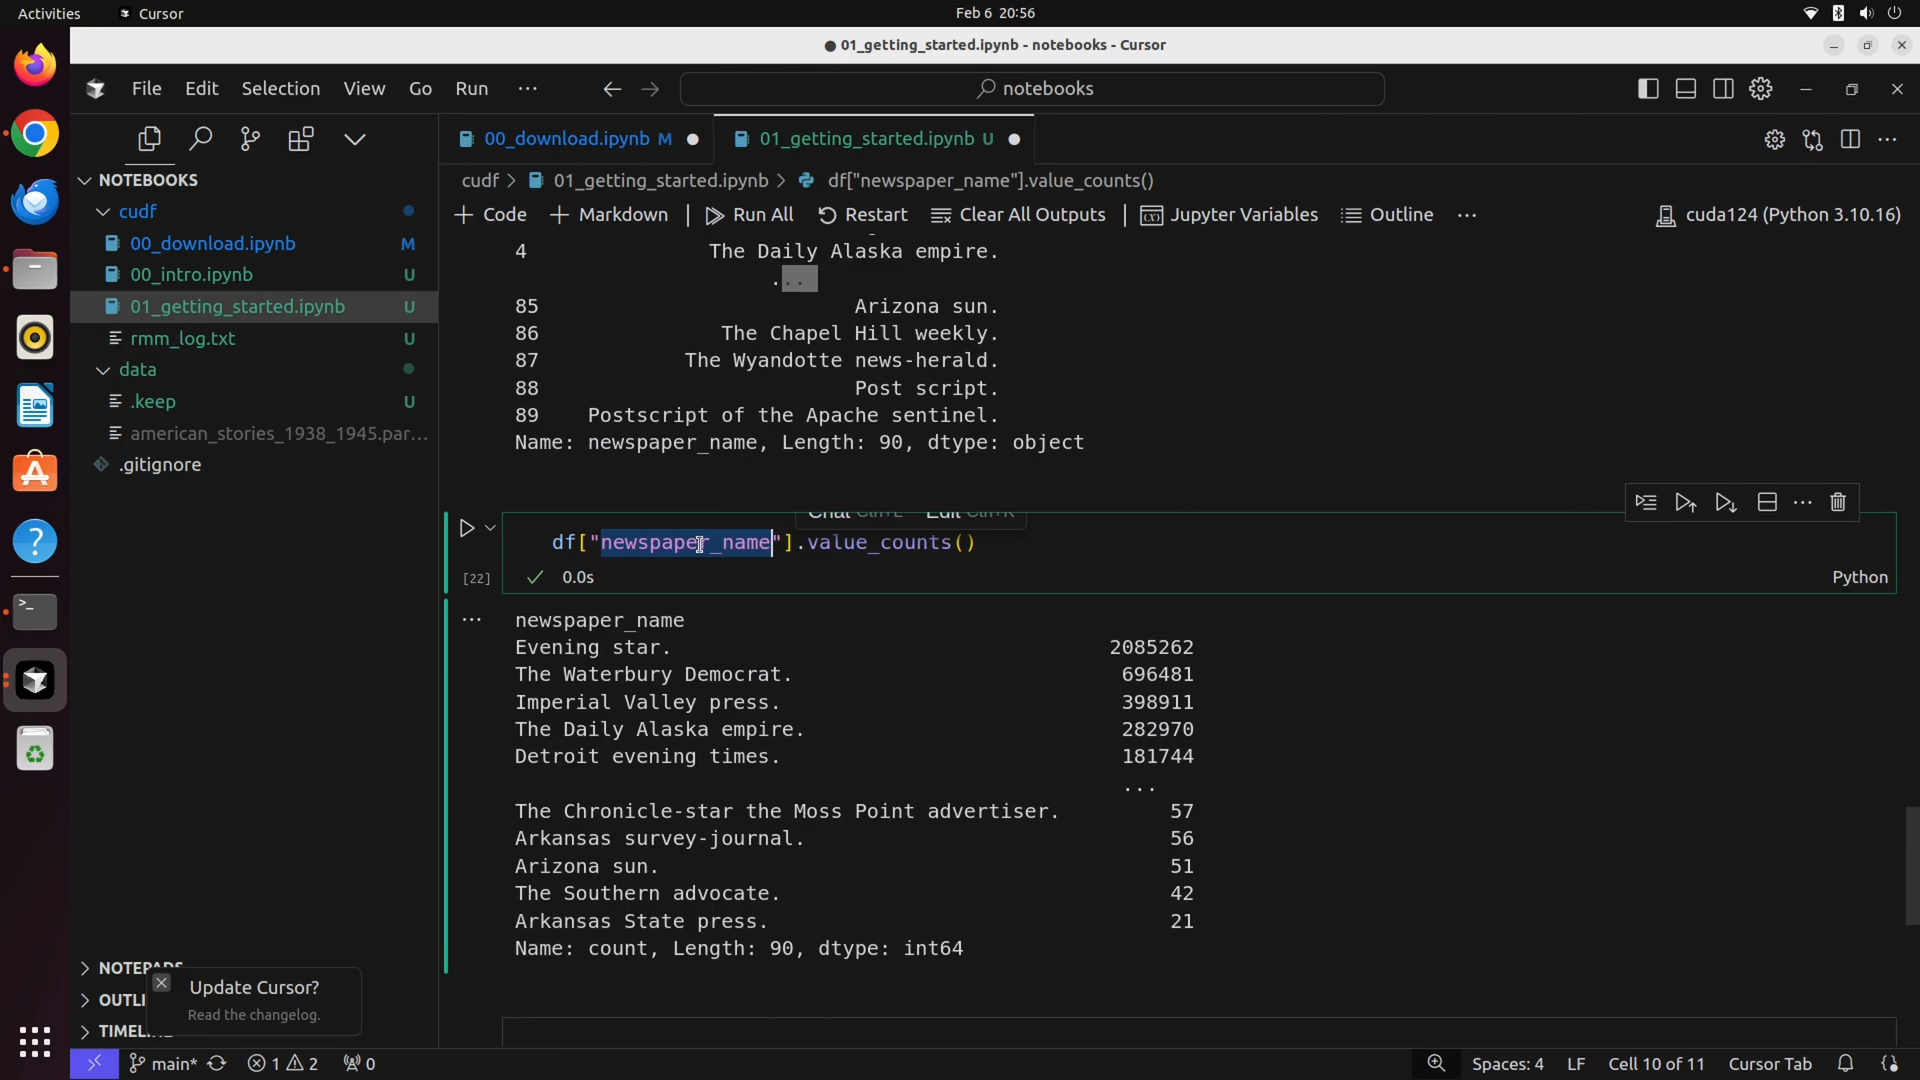 Activities Cursor Feb 6 20:56
01_getting_started.ipynb - notebooks - Cursor
File Edit Selection View Go Run ··· notebooks
00_download.ipynb M 01_getting_started.ipynb U
NOTEBOOKS
cudf
00_download.ipynb M
00_intro.ipynb U
01_getting_started.ipynb U
rmm_log.txt U
data
.keep U
american_stories_1938_1945.par...
.gitignore
NOTEPADS
OUTLI
TIMELINE
Update Cursor?
Read the changelog.
cudf > 01_getting_started.ipynb > df["newspaper_name"].value_counts()
+ Code + Markdown | Run All Restart Clear All Outputs | Jupyter Variables Outline ··· cuda124 (Python 3.10.16)
4 The Daily Alaska empire.
...
85 Arizona sun.
86 The Chapel Hill weekly.
87 The Wyandotte news-herald.
88 Post script.
89 Postscript of the Apache sentinel.
Name: newspaper_name, Length: 90, dtype: object
Chat Ctrl+L Edit Ctrl+K
df["newspaper_name"].value_counts()
[22] 0.0s Python
newspaper_name
Evening star. 2085262
The Waterbury Democrat. 696481
Imperial Valley press. 398911
The Daily Alaska empire. 282970
Detroit evening times. 181744
...
The Chronicle-star the Moss Point advertiser. 57
Arkansas survey-journal. 56
Arizona sun. 51
The Southern advocate. 42
Arkansas State press. 21
Name: count, Length: 90, dtype: int64
main* 1 2 0 Spaces: 4 LF Cell 10 of 11 Cursor Tab